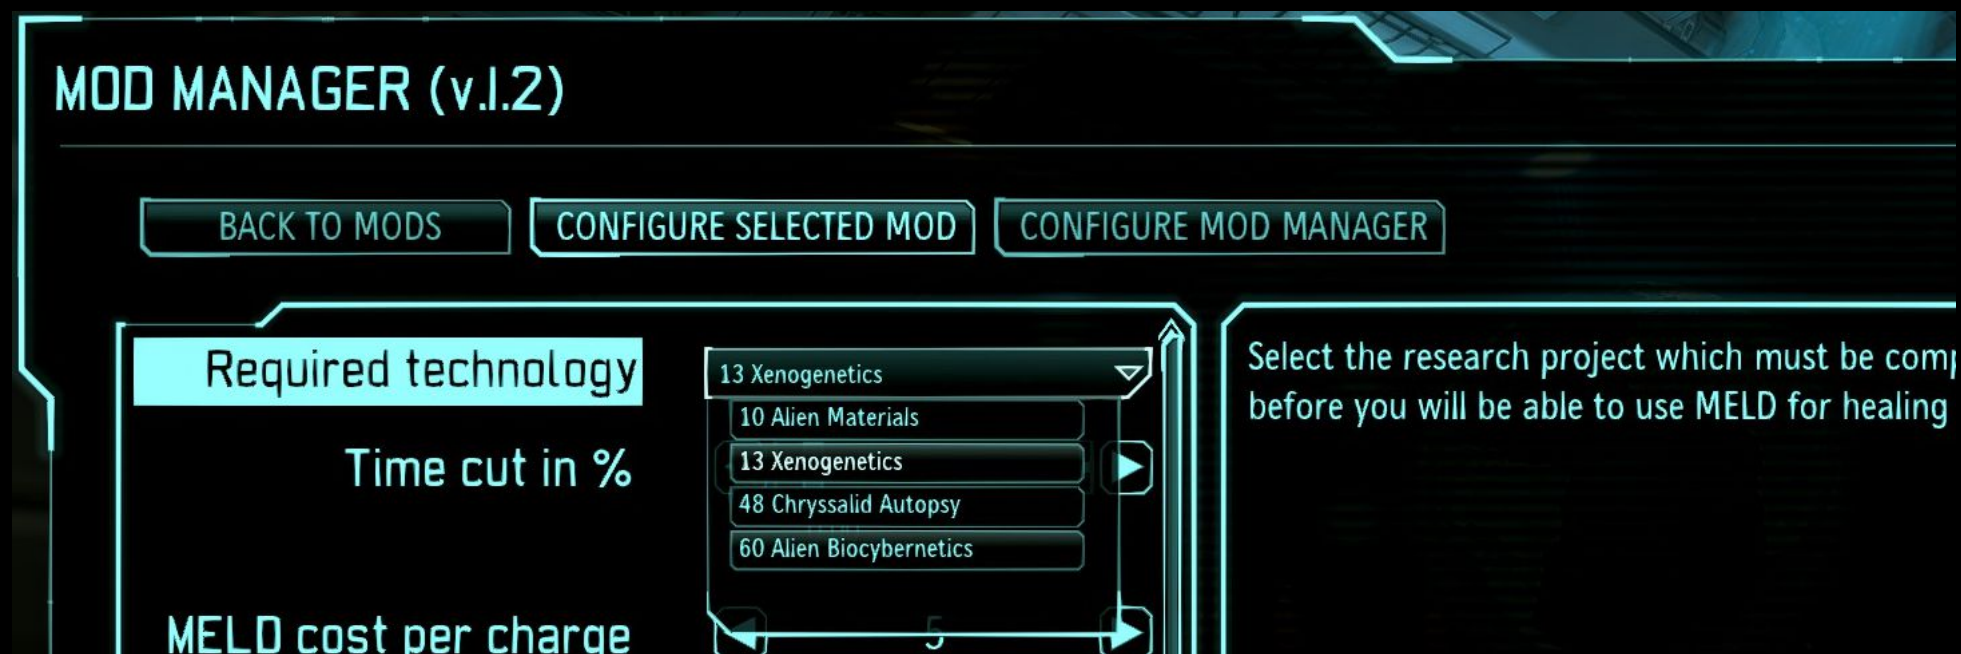 MOD MANAGER (v.1.2)
BACK TO MODS
CONFIGURE SELECTED MOD
CONFIGURE MOD MANAGER
Required technology
13 Xenogenetics
10 Alien Materials
13 Xenogenetics
48 Chryssalid Autopsy
60 Alien Biocybernetics
Time cut in %
MELD cost per charge
5
Select the research project which must be
before you will be able to use MELD for healing